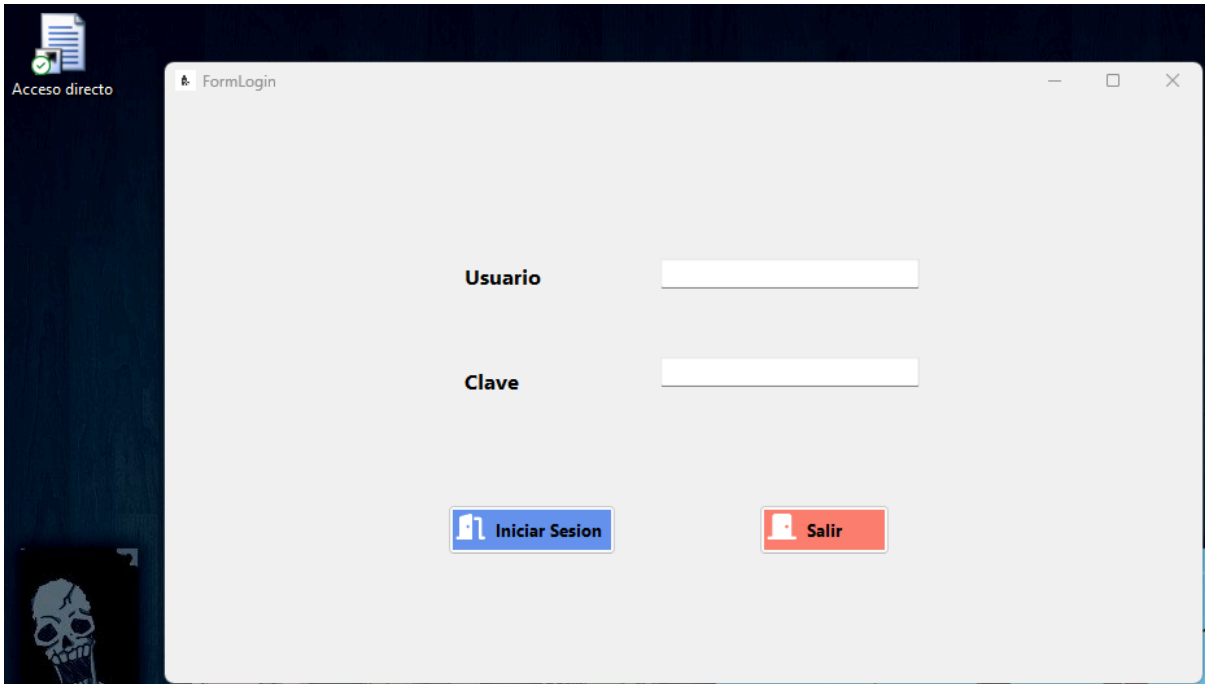 Acceso directo
FormLogin
Usuario
Clave
Iniciar Sesion
Salir